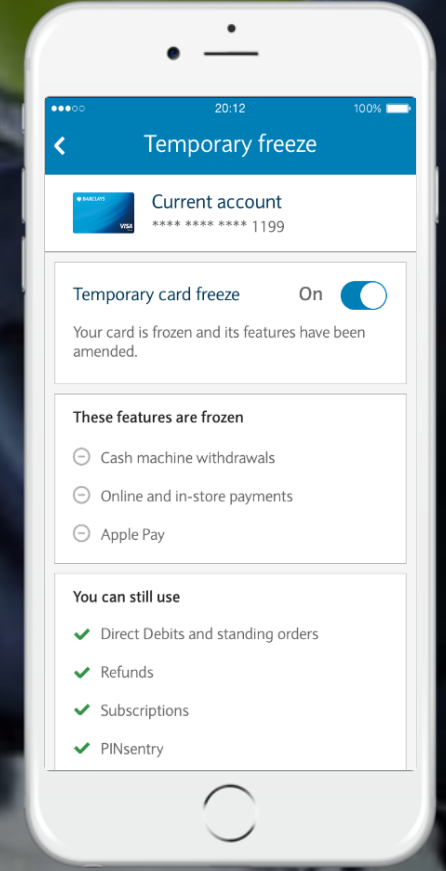 20:12
100%
Temporary freeze
BARCLAYS
VISA
Current account
**** **** **** 1199
Temporary card freeze On
Your card is frozen and its features have been
amended.
These features are frozen
Cash machine withdrawals
Online and in-store payments
Apple Pay
You can still use
Direct Debits and standing orders
Refunds
Subscriptions
PINsentry